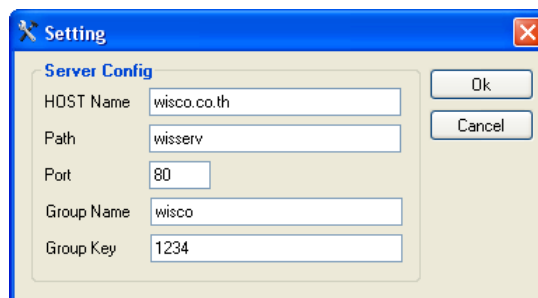 Setting
Server Config
HOST Name wisco.co.th
Path wisserv
Port 80
Group Name wisco
Group Key 1234
Ok
Cancel